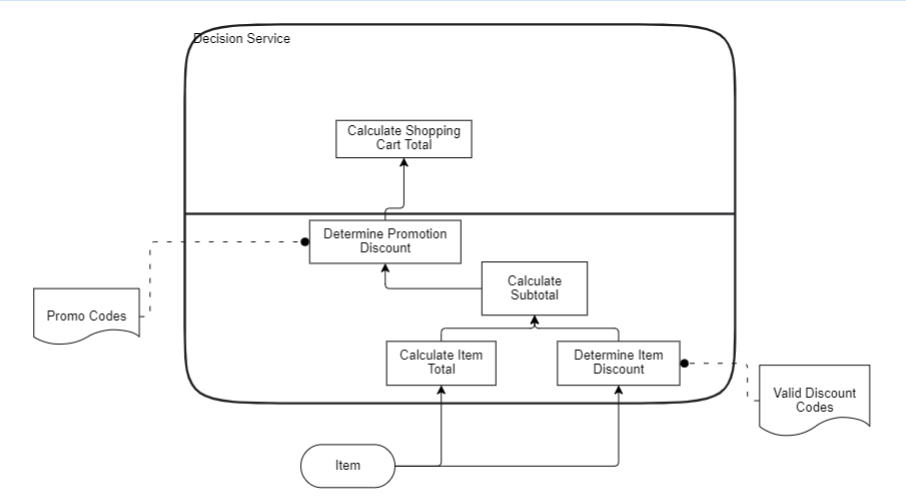 Decision Service
Calculate Shopping
Cart Total
Determine Promotion
Discount
Calculate
Subtotal
Promo Codes
Calculate Item
Total
Determine Item
Discount
Valid Discount
Codes
Item